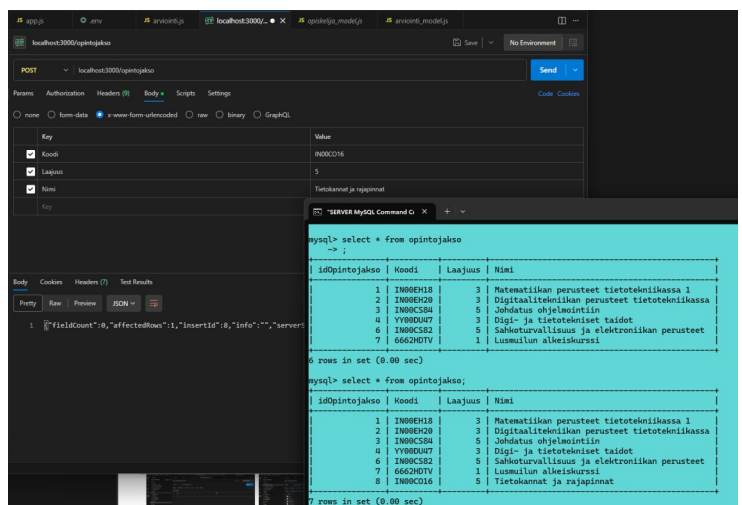 JS app.js
.env
JS arviointi.js
localhost:3000/_
JS opiskelija_model.js
JS arviointi_model.js
localhost:3000/opintojakso
Save
No Environment
POST
localhost:3000/opintojakso
Send
Params Authorization Headers (9) Body Scripts Settings
Code Cookies
none form-data x-www-form-urlencoded raw binary GraphQL
Key Value
Koodi IN00CO16
Laajuus 5
Nimi Tietokannat ja rajapinnat
Key
Body Cookies Headers (7) Test Results
Pretty Raw Preview JSON
1 {"fieldCount":0,"affectedRows":1,"insertId":8,"info":"","serverS
"SERVER MySQL Command Cl
mysql> select * from opintojakso
-> ;
| idOpintojakso | Koodi | Laajuus | Nimi |
| 1 | IN00EH18 | 3 | Matematiikan perusteet tietotekniikassa 1 |
| 2 | IN00EH20 | 3 | Digitaalitekniikan perusteet tietotekniikassa |
| 3 | IN00CS84 | 5 | Johdatus ohjelmointiin |
| 4 | YY00DU47 | 3 | Digi- ja tietotekniset taidot |
| 6 | IN00CS82 | 5 | Sahkoturvallisuus ja elektroniikan perusteet |
| 7 | 6662HDTV | 1 | Lusmuilun alkeiskurssi |
6 rows in set (0.00 sec)
mysql> select * from opintojakso;
| idOpintojakso | Koodi | Laajuus | Nimi |
| 1 | IN00EH18 | 3 | Matematiikan perusteet tietotekniikassa 1 |
| 2 | IN00EH20 | 3 | Digitaalitekniikan perusteet tietotekniikassa |
| 3 | IN00CS84 | 5 | Johdatus ohjelmointiin |
| 4 | YY00DU47 | 3 | Digi- ja tietotekniset taidot |
| 6 | IN00CS82 | 5 | Sahkoturvallisuus ja elektroniikan perusteet |
| 7 | 6662HDTV | 1 | Lusmuilun alkeiskurssi |
| 8 | IN00CO16 | 5 | Tietokannat ja rajapinnat |
7 rows in set (0.00 sec)